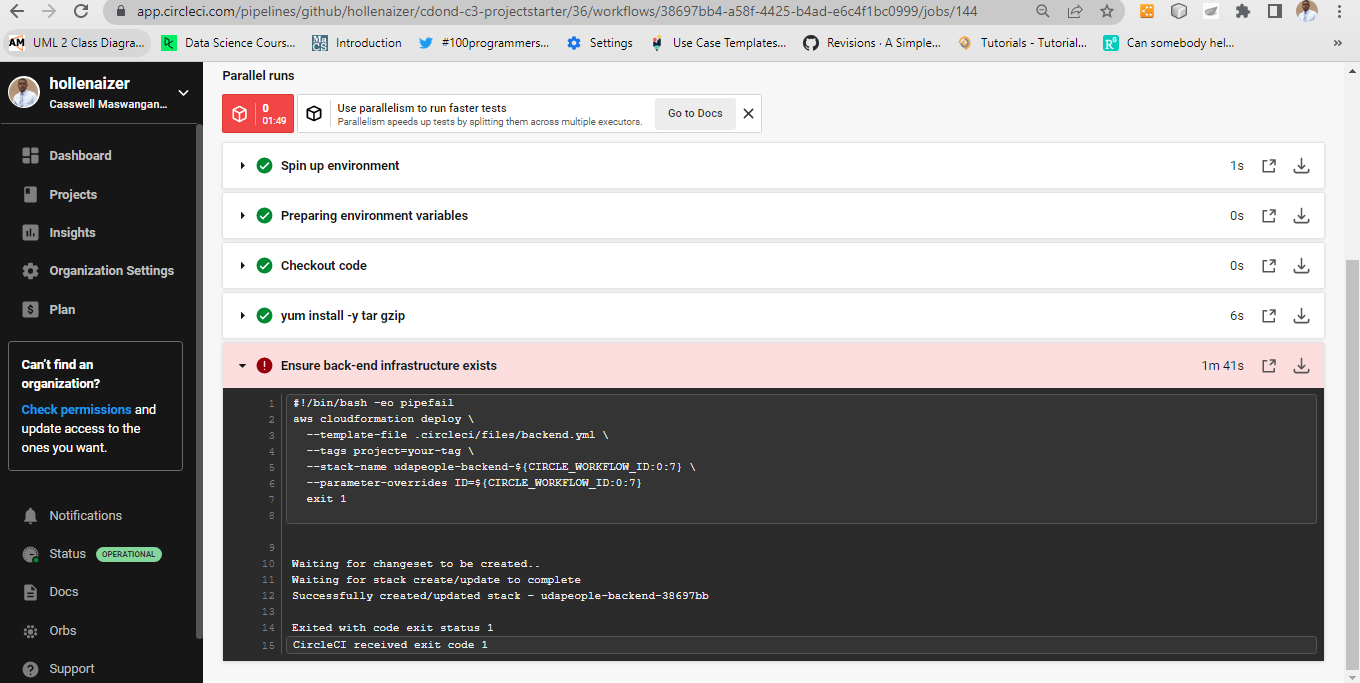 app.circleci.com/pipelines/github/hollenaizer/cdond-c3-projectstarter/36/workflows/38697bb4-a58f-4425-b4ad-e6c4f1bc0999/jobs/144
AM UML 2 Class Diagra...
DC Data Science Cours...
Introduction
#100programmers...
Settings
Use Case Templates...
Revisions · A Simple...
Tutorials - Tutorial...
R Can somebody hel...
»
hollenaizer
Casswell Maswangan...
Dashboard
Projects
Insights
Organization Settings
Plan
Can't find an
organization?
Check permissions and
update access to the
ones you want.
Notifications
Status OPERATIONAL
Docs
Orbs
Support
Parallel runs
0
01:49
Use parallelism to run faster tests
Parallelism speeds up tests by splitting them across multiple executors.
Go to Docs
Spin up environment 1s
Preparing environment variables 0s
Checkout code 0s
yum install -y tar gzip 6s
Ensure back-end infrastructure exists 1m 41s
1 #!/bin/bash -eo pipefail
2 aws cloudformation deploy \
3 --template-file .circleci/files/backend.yml \
4 --tags project=your-tag \
5 --stack-name udapeople-backend-${CIRCLE_WORKFLOW_ID:0:7} \
6 --parameter-overrides ID=${CIRCLE_WORKFLOW_ID:0:7}
7 exit 1
8
9
10 Waiting for changeset to be created..
11 Waiting for stack create/update to complete
12 Successfully created/updated stack - udapeople-backend-38697bb
13
14 Exited with code exit status 1
15 CircleCI received exit code 1